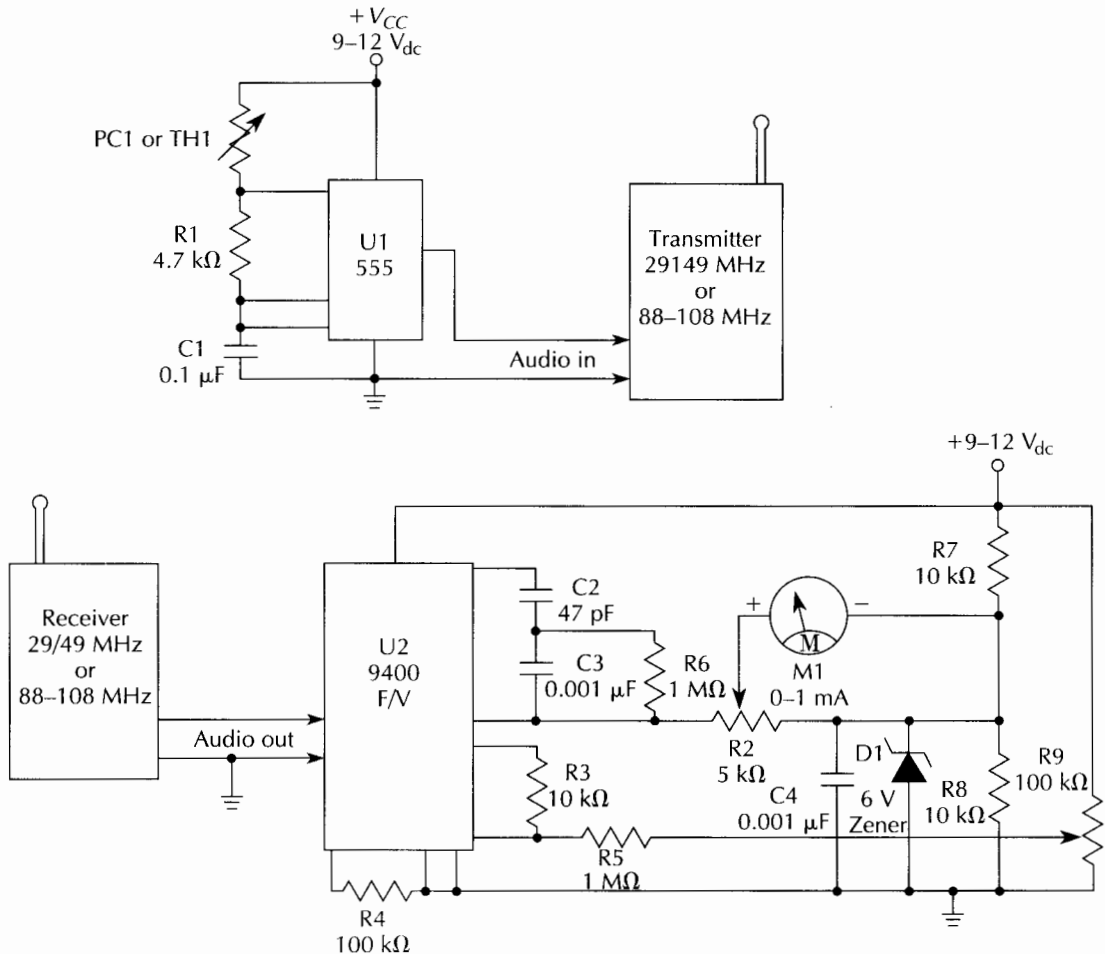 + VCC
9–12 Vdc
PC1 or TH1
R1
4.7 kΩ
C1
0.1 μF
U1
555
Audio in
Transmitter
29149 MHz
or
88–108 MHz
+9–12 Vdc
Receiver
29/49 MHz
or
88–108 MHz
Audio out
U2
9400
F/V
C2
47 pF
C3
0.001 μF
R6
1 MΩ
+
−
M
M1
0–1 mA
R7
10 kΩ
R2
5 kΩ
R3
10 kΩ
R5
1 MΩ
R4
100 kΩ
C4
0.001 μF
D1
6 V
Zener
R8
10 kΩ
R9
100 kΩ